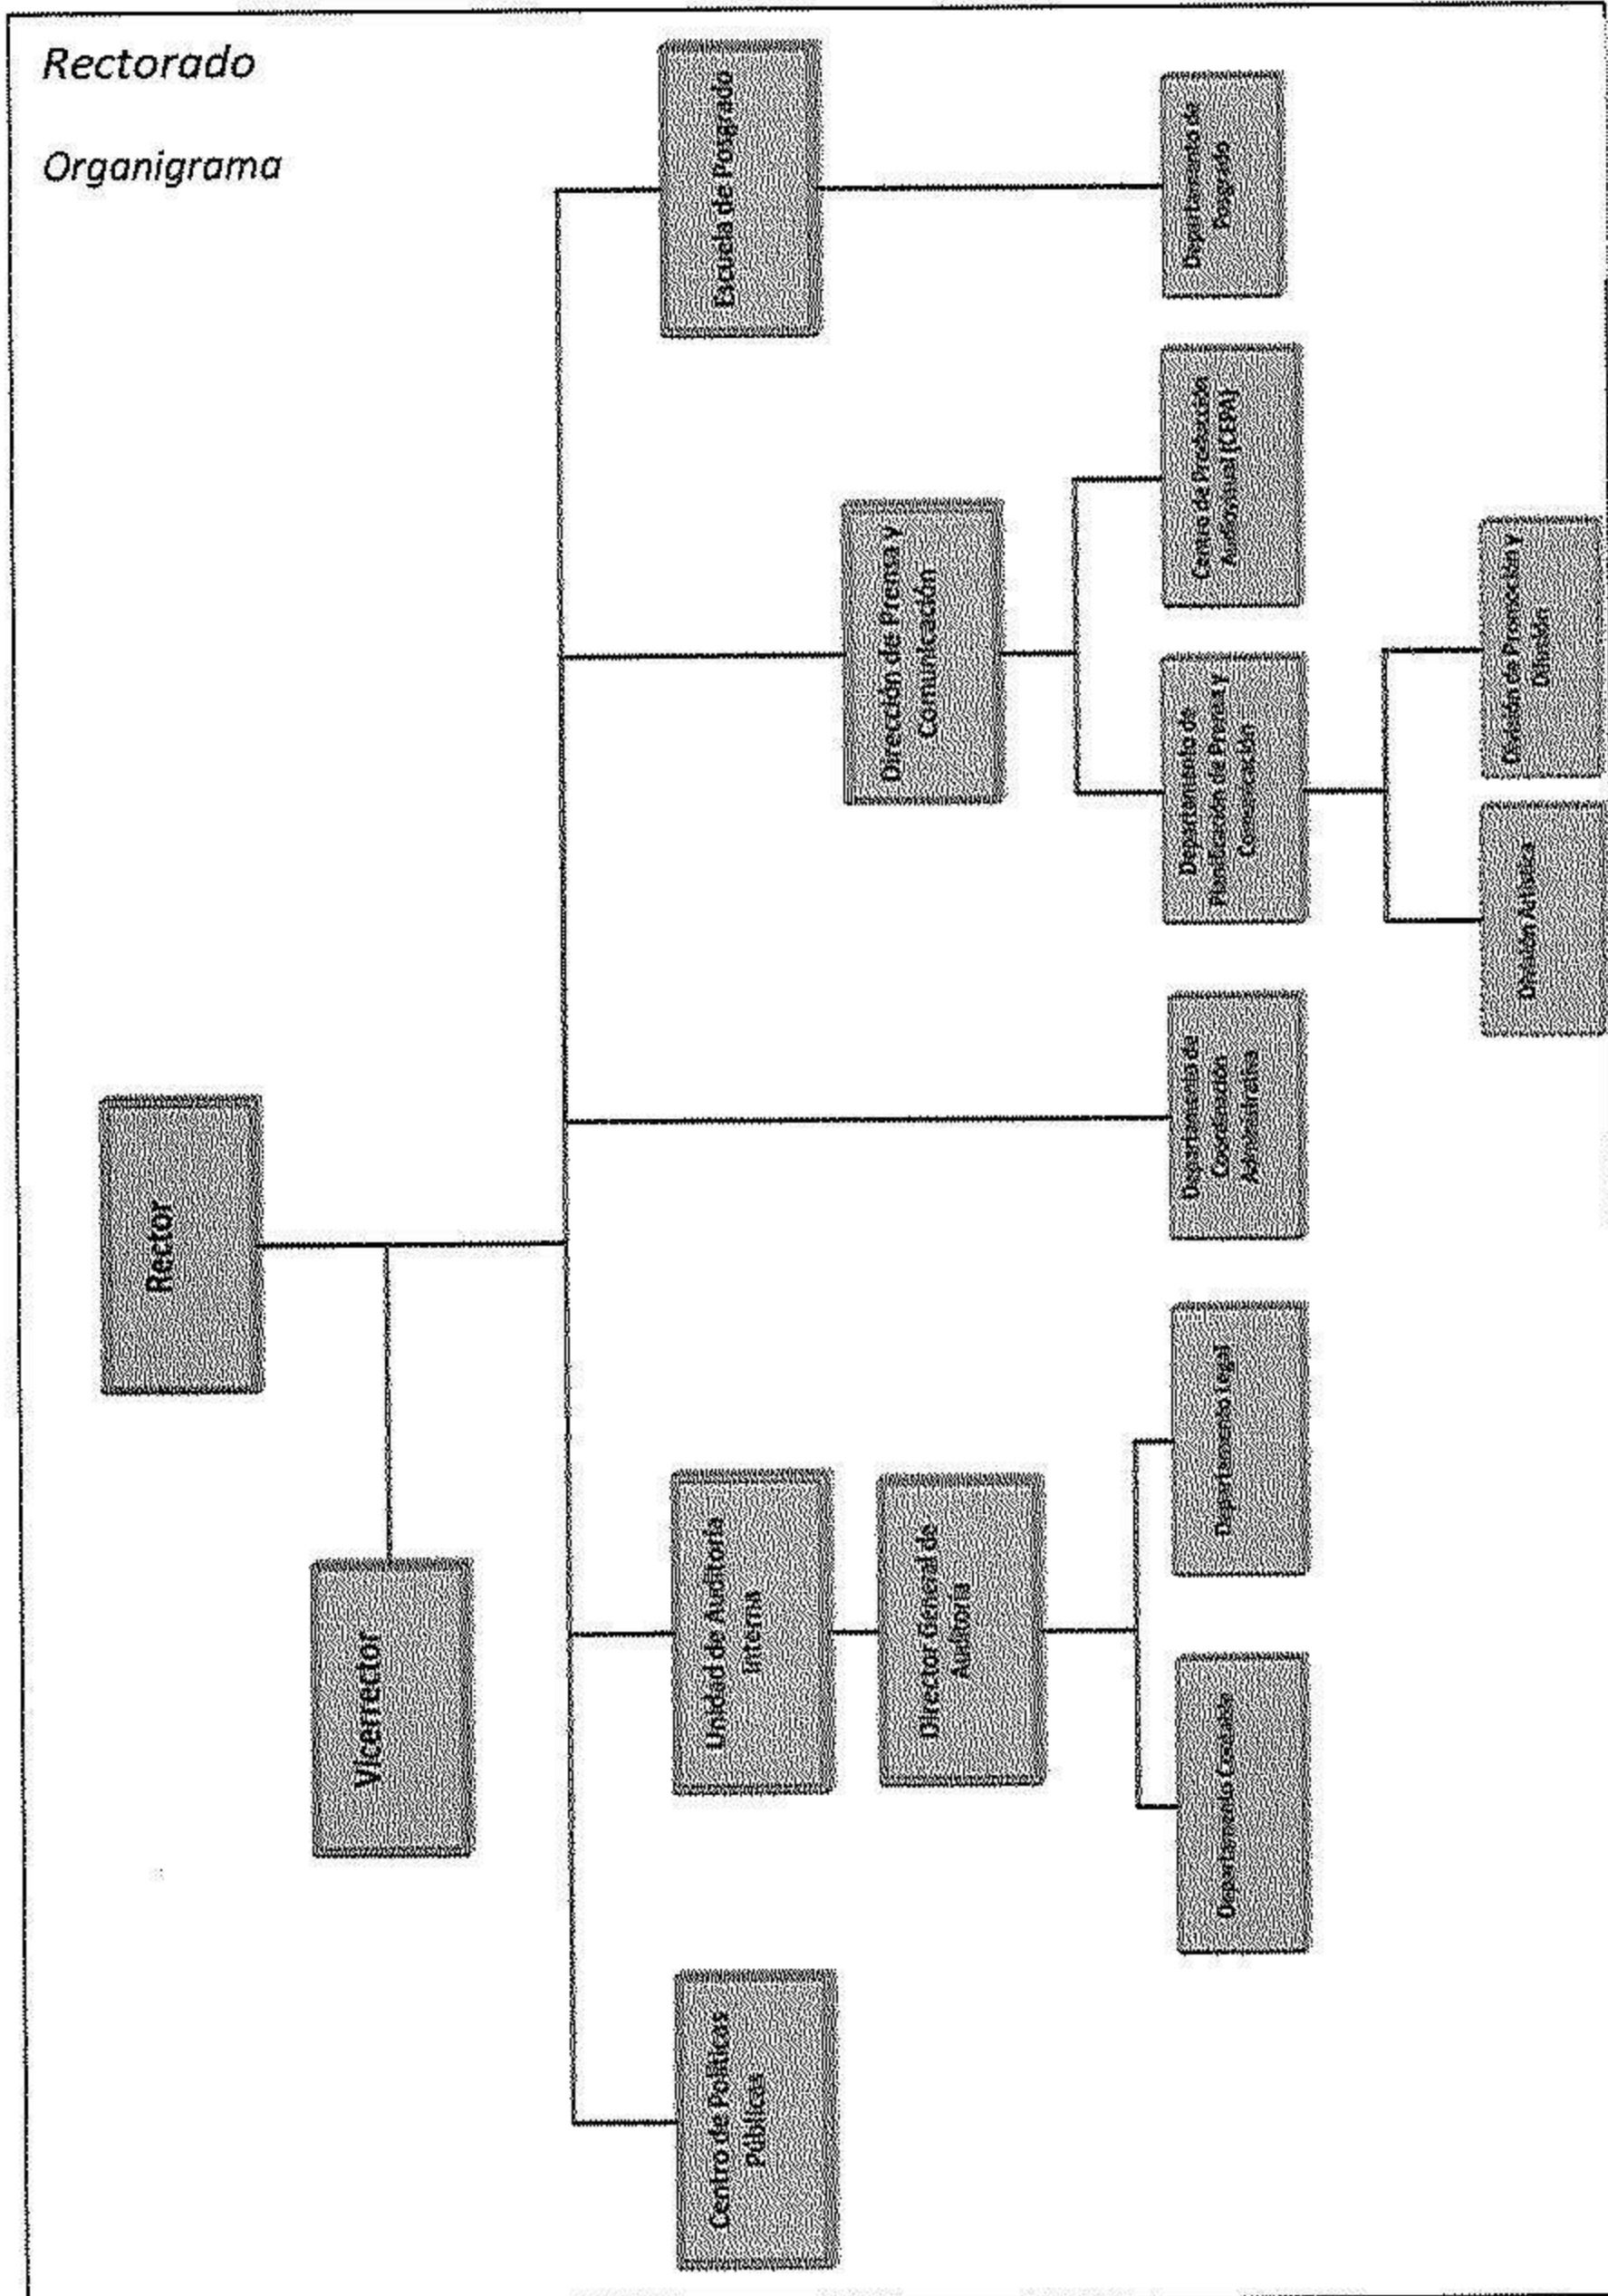 Rectorado
Organigrama
Rector
Vicerrector
Centro de Políticas
Públicas
Unidad de Auditoría
Interna
Director General de
Auditoría
Departamento Contable
Departamento Legal
Departamento de
Coordinación
Administrativa
Dirección de Prensa y
Comunicación
Departamento de
Planificación de Prensa y
Comunicación
División Artística
División de Promoción y
Difusión
Centro de Producción
Audiovisual (CEPA)
Escuela de Posgrado
Departamento de
Posgrado